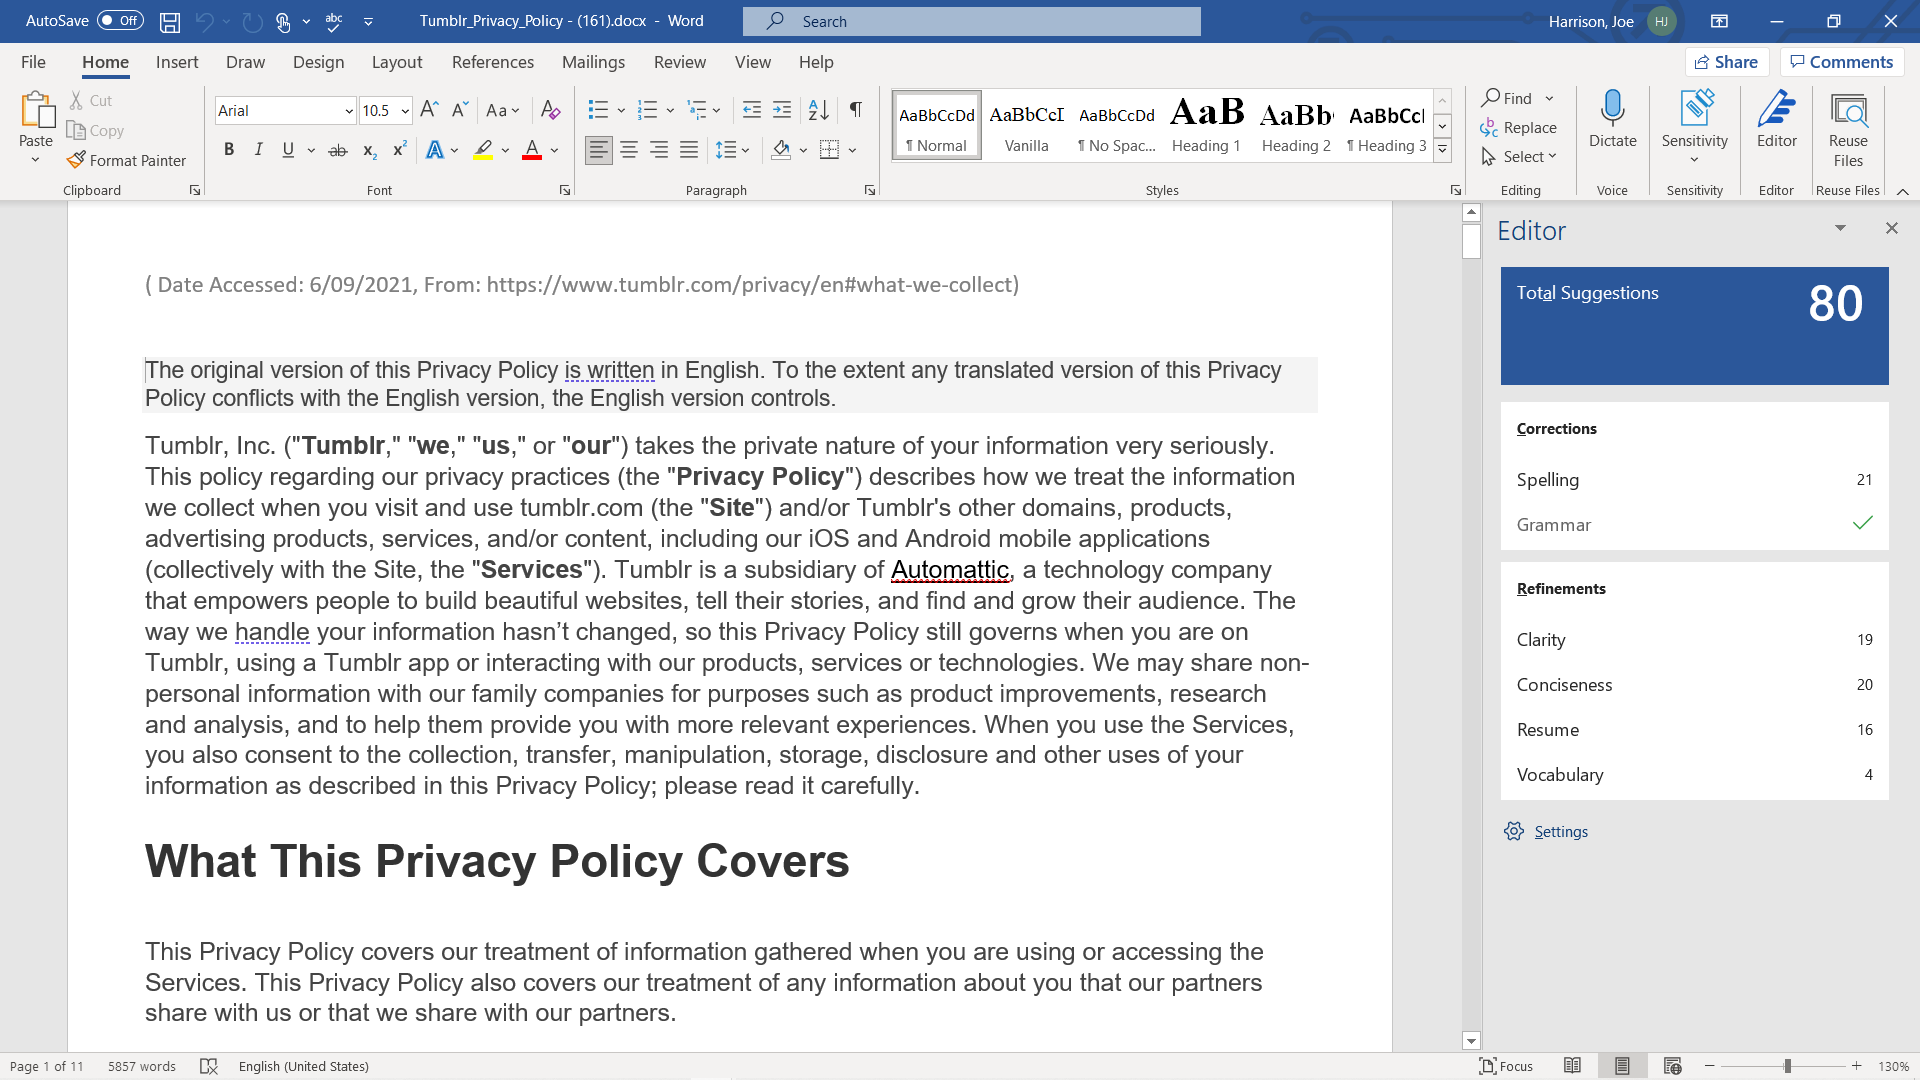 AutoSave Off abc Tumblr_Privacy_Policy - (161).docx - Word Search Harrison, Joe HJ
File Home Insert Draw Design Layout References Mailings Review View Help Share Comments
Paste
Cut
Copy
Format Painter
Clipboard
Arial 10.5
Font
Paragraph
AaBbCcDd AaBbCcI AaBbCcDd AaB AaBb( AaBbCcI
¶ Normal Vanilla ¶ No Spac... Heading 1 Heading 2 ¶ Heading 3
Styles
Find
Replace
Select
Editing
Dictate
Voice
Sensitivity
Sensitivity
Editor
Editor
Reuse
Files
Reuse Files
( Date Accessed: 6/09/2021, From: https://www.tumblr.com/privacy/en#what-we-collect)
The original version of this Privacy Policy is written in English. To the extent any translated version of this Privacy
Policy conflicts with the English version, the English version controls.
Tumblr, Inc. ("Tumblr," "we," "us," or "our") takes the private nature of your information very seriously.
This policy regarding our privacy practices (the "Privacy Policy") describes how we treat the information
we collect when you visit and use tumblr.com (the "Site") and/or Tumblr's other domains, products,
advertising products, services, and/or content, including our iOS and Android mobile applications
(collectively with the Site, the "Services"). Tumblr is a subsidiary of Automattic, a technology company
that empowers people to build beautiful websites, tell their stories, and find and grow their audience. The
way we handle your information hasn’t changed, so this Privacy Policy still governs when you are on
Tumblr, using a Tumblr app or interacting with our products, services or technologies. We may share non-
personal information with our family companies for purposes such as product improvements, research
and analysis, and to help them provide you with more relevant experiences. When you use the Services,
you also consent to the collection, transfer, manipulation, storage, disclosure and other uses of your
information as described in this Privacy Policy; please read it carefully.
What This Privacy Policy Covers
This Privacy Policy covers our treatment of information gathered when you are using or accessing the
Services. This Privacy Policy also covers our treatment of any information about you that our partners
share with us or that we share with our partners.
Editor
Total Suggestions 80
Corrections
Spelling 21
Grammar
Refinements
Clarity 19
Conciseness 20
Resume 16
Vocabulary 4
Settings
Page 1 of 11 5857 words English (United States) Focus 130%